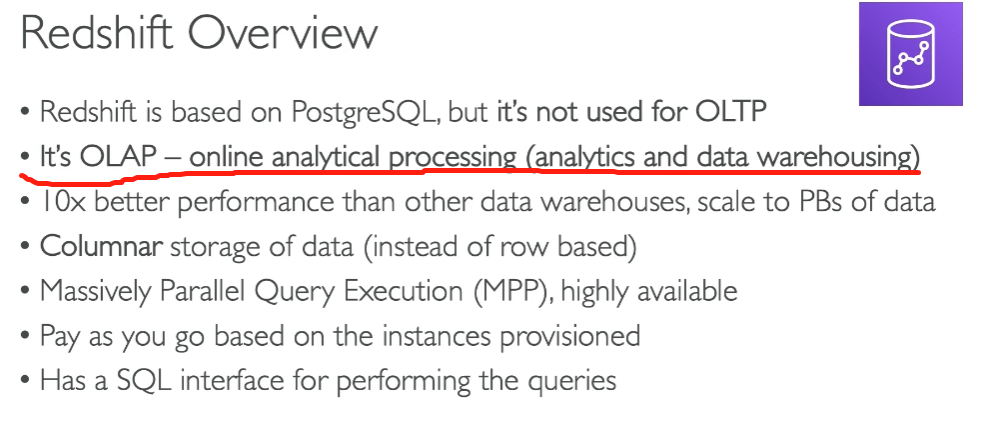 Redshift Overview
• Redshift is based on PostgreSQL, but it's not used for OLTP
• It's OLAP – online analytical processing (analytics and data warehousing)
• 10x better performance than other data warehouses, scale to PBs of data
• Columnar storage of data (instead of row based)
• Massively Parallel Query Execution (MPP), highly available
• Pay as you go based on the instances provisioned
• Has a SQL interface for performing the queries